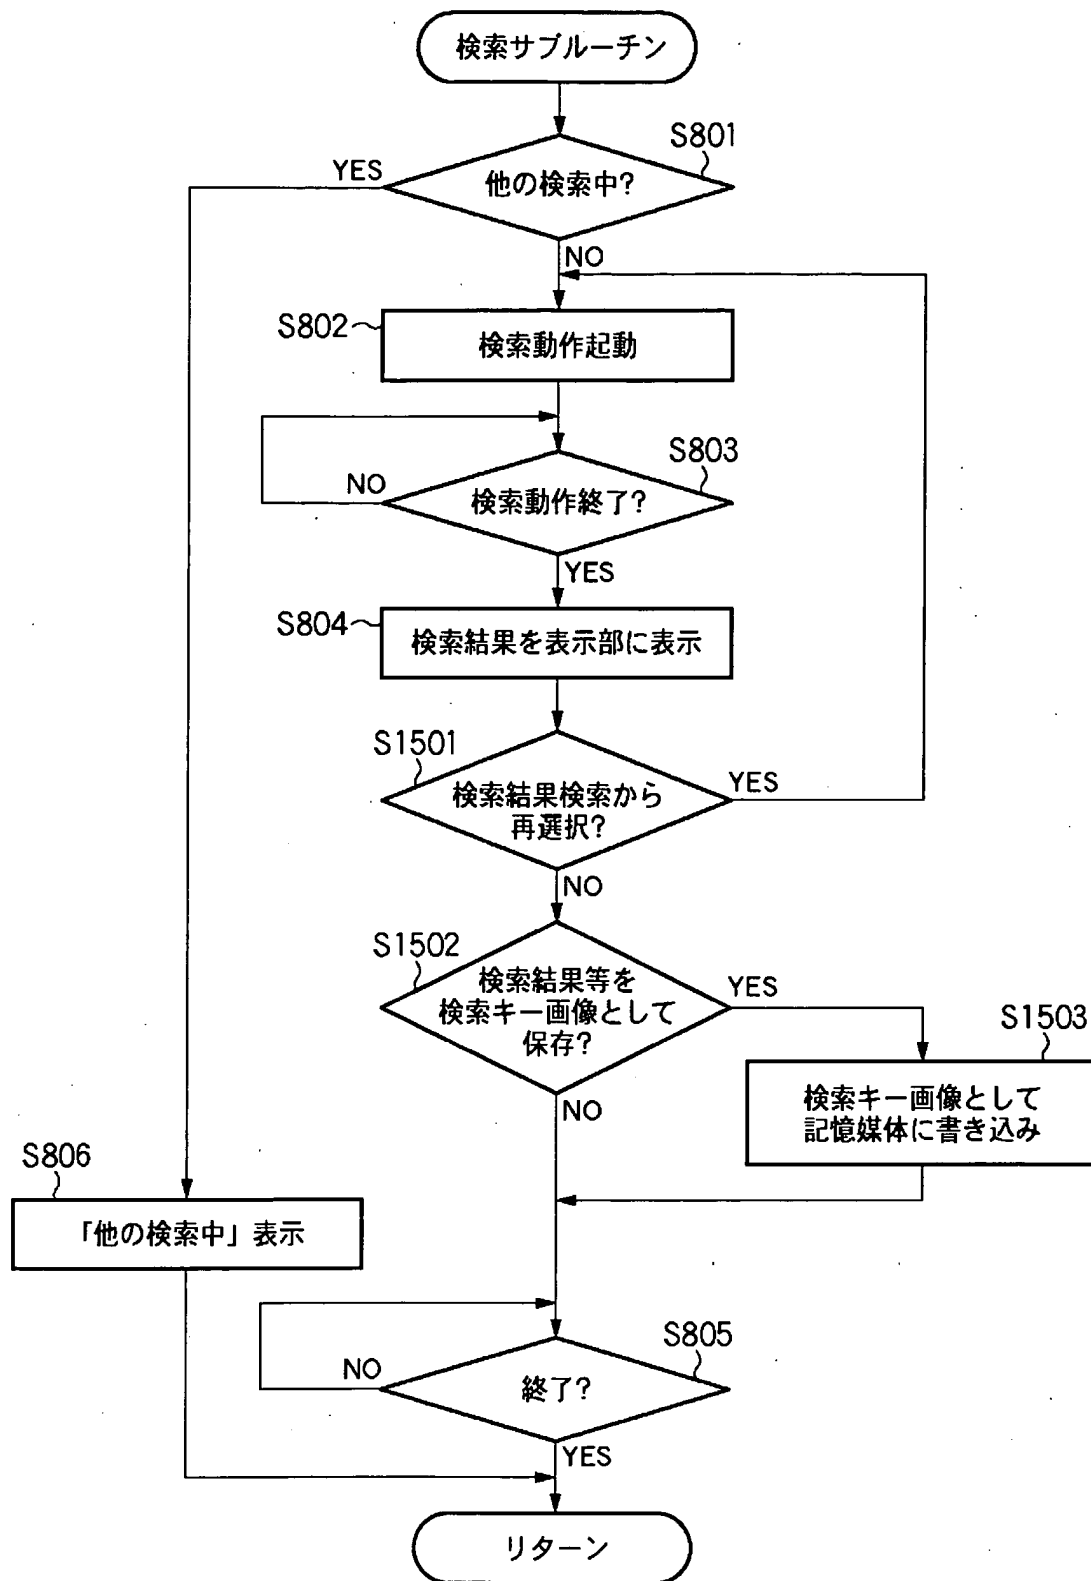 検索サブルーチン
S801
YES
他の検索中?
NO
S802
検索動作起動
S803
NO
検索動作終了?
YES
S804
検索結果を表示部に表示
S1501
検索結果検索から
再選択?
YES
NO
S1502
検索結果等を
検索キー画像として
保存?
YES
NO
S1503
検索キー画像として
記憶媒体に書き込み
S806
「他の検索中」表示
S805
NO
終了?
YES
リターン